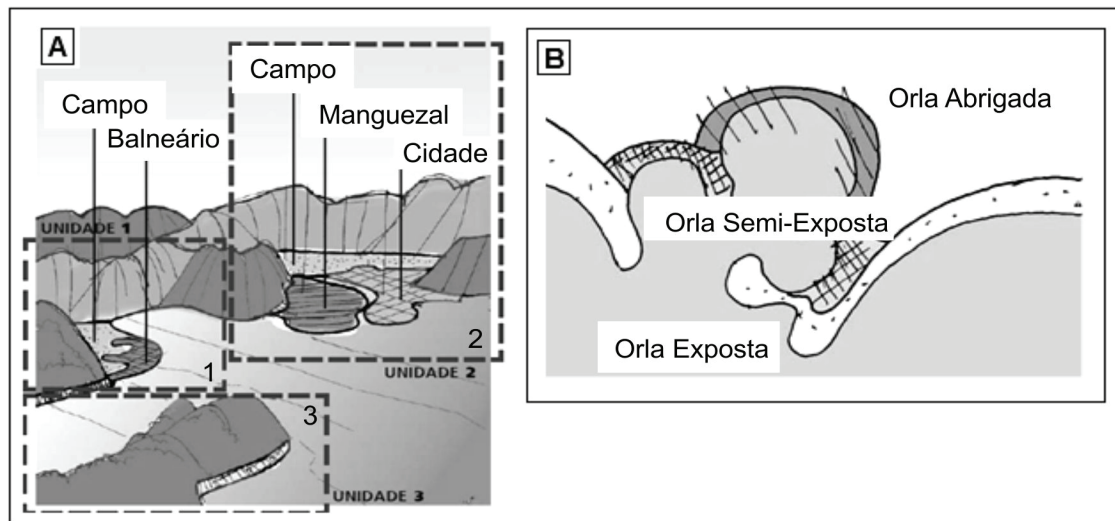 A
Campo
Campo
Manguezal
Balneário
Cidade
UNIDADE 1
1
2
UNIDADE 2
3
UNIDADE 3
B
Orla Abrigada
Orla Semi-Exposta
Orla Exposta